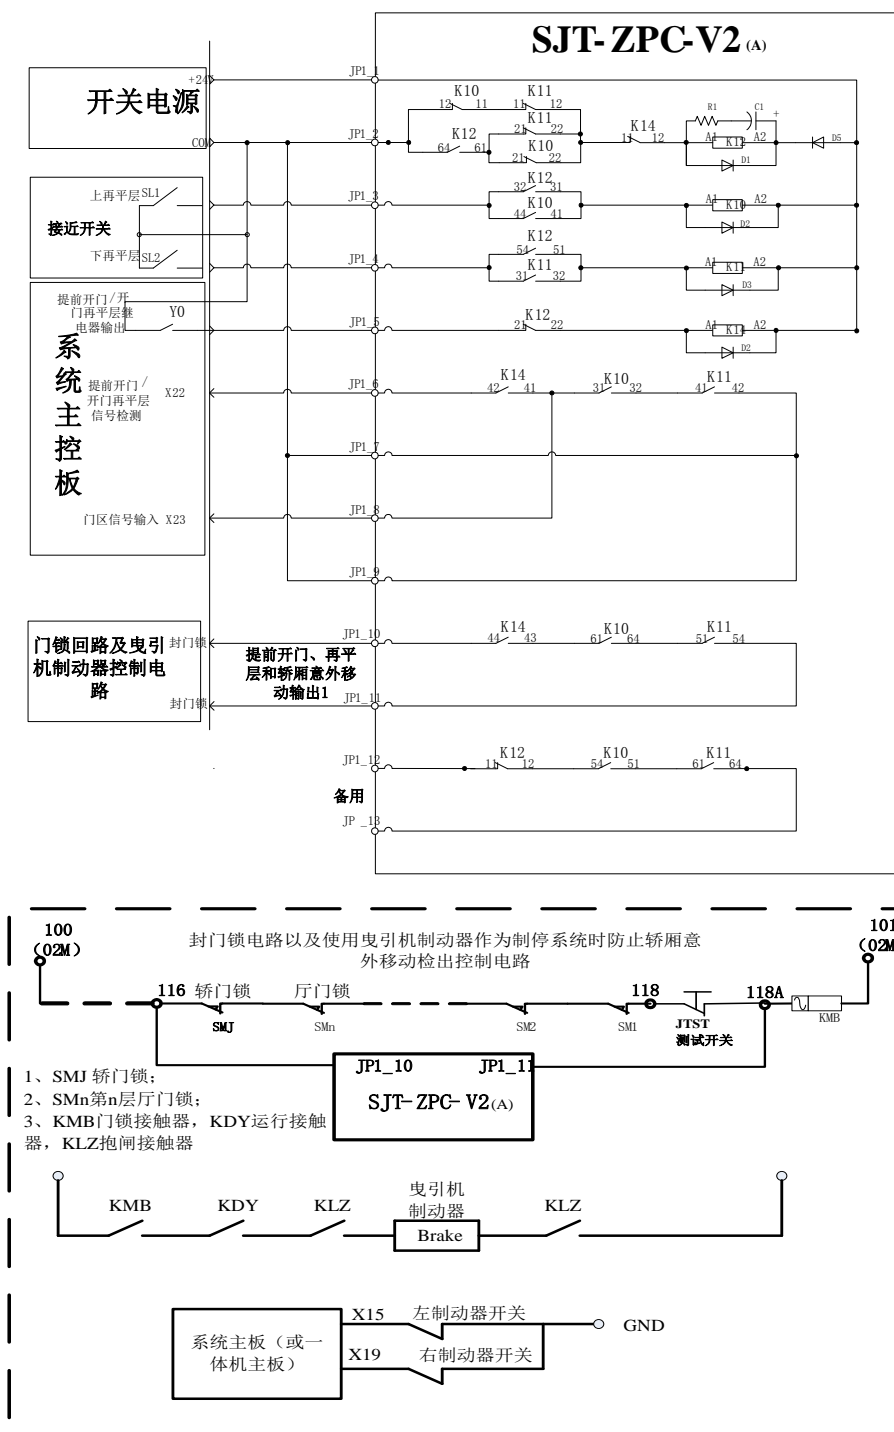 SJT-ZPC-V2 (A)
+24V
JP1_1
开关电源
COM
JP1_2
K10
12 11
K11
11 12
K11
21 22
K12
64 61
K10
21 22
K14
11 12
R1
C1
+
A1 K12 A2
D1
D5
上再平层 SL1
接近开关
下再平层 SL2
JP1_3
K12
32 31
K10
44 41
A1 K10 A2
D2
JP1_4
K12
54 51
K11
31 32
A1 K11 A2
D3
提前开门/开
门再平层继
电器输出
Y0
JP1_5
K12
21 22
A1 K14 A2
D2
系统主控板
提前开门/
开门再平层
信号检测
X22
JP1_6
K14
42 41
K10
31 32
K11
41 42
JP1_7
门区信号输入 X23
JP1_8
JP1_9
门锁回路及曳引
机制动器控制电
路
封门锁
封门锁
提前开门、再平
层和轿厢意外移
动输出1
JP1_10
K14
44 43
K10
61 64
K11
51 54
JP1_11
JP1_12
K12
11 12
K10
54 51
K11
61 64
备用
JP _13
100
(02M)
封门锁电路以及使用曳引机制动器作为制停系统时防止轿厢意
外移动检出控制电路
101
(02M
116 轿门锁 厅门锁 118 118A
SMJ SMn SM2 SM1 JTST KMB
测试开关
JP1_10 JP1_11
SJT-ZPC-V2(A)
1、SMJ 轿门锁;
2、SMn第n层厅门锁;
3、KMB门锁接触器，KDY运行接触
器，KLZ抱闸接触器
KMB KDY KLZ
曳引机
制动器
Brake
KLZ
系统主板（或一
体机主板）
X15 左制动器开关
GND
X19 右制动器开关